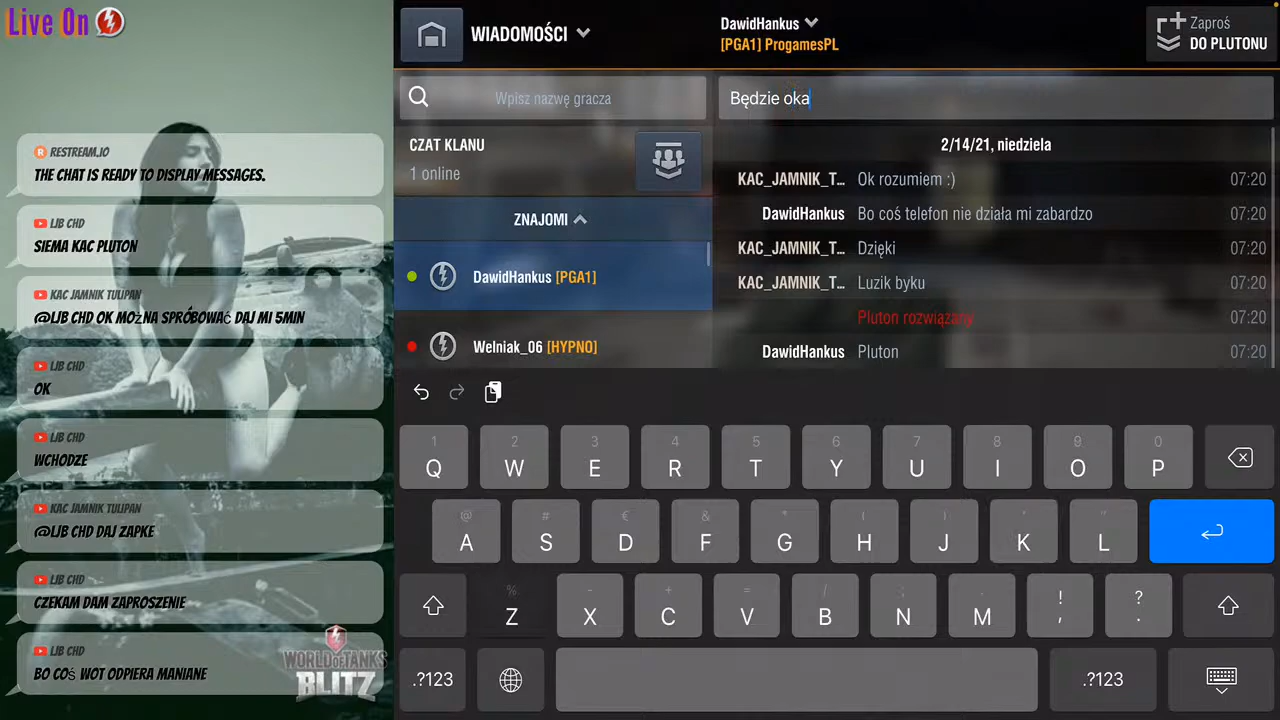 Live On
RESTREAM.IO
THE CHAT IS READY TO DISPLAY MESSAGES.
LJB CHD
SIEMA KAC PLUTON
KAC JAMNIK TULIPAN
@LJB CHD OK MOŻNA SPRÓBOWAĆ DAJ MI 5MIN
LJB CHD
OK
LJB CHD
WCHODZE
KAC JAMNIK TULIPAN
@LJB CHD DAJ ZAPKE
LJB CHD
CZEKAM DAM ZAPROSZENIE
LJB CHD
BO COŚ WOT ODPIERA MANIANE
WORLD OF TANKS
BLITZ
WIADOMOŚCI
DawidHankus
[PGA1] ProgamesPL
Zaproś
DO PLUTONU
Wpisz nazwę gracza
Będzie oka
CZAT KLANU
1 online
ZNAJOMI
DawidHankus [PGA1]
Welniak_06 [HYPNO]
2/14/21, niedziela
KAC_JAMNIK_T... Ok rozumiem :) 07:20
DawidHankus Bo coś telefon nie działa mi zabardzo 07:20
KAC_JAMNIK_T... Dzięki 07:20
KAC_JAMNIK_T... Luzik byku 07:20
Pluton rozwiązany 07:20
DawidHankus Pluton 07:20
1 2 3 4 5 6 7 8 9 0
Q W E R T Y U I O P
@ # € & * ( ) ' "
A S D F G H J K L
% - + = / ; : ! ?
Z X C V B N M , .
.?123 .?123